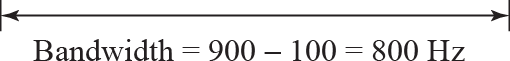 Bandwidth = 900 – 100 = 800 Hz